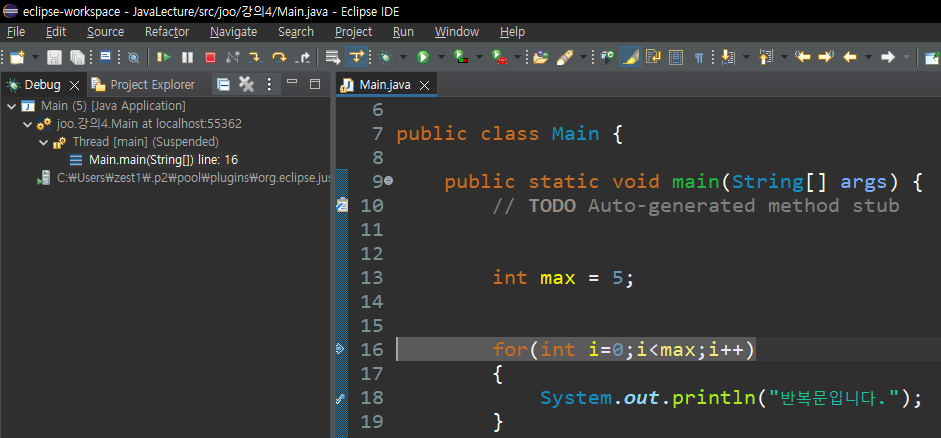 eclipse-workspace - JavaLecture/src/joo/강의4/Main.java - Eclipse IDE
File Edit Source Refactor Navigate Search Project Run Window Help
Debug Project Explorer
Main (5) [Java Application]
joo.강의4.Main at localhost:55362
Thread [main] (Suspended)
Main.main(String[]) line: 16
C:₩Users₩zest1₩.p2₩pool₩plugins₩org.eclipse.jus
Main.java
6
7 public class Main {
8
9 public static void main(String[] args) {
10 // TODO Auto-generated method stub
11
12
13 int max = 5;
14
15
16 for(int i=0;i<max;i++)
17 {
18 System.out.println("반복문입니다.");
19 }